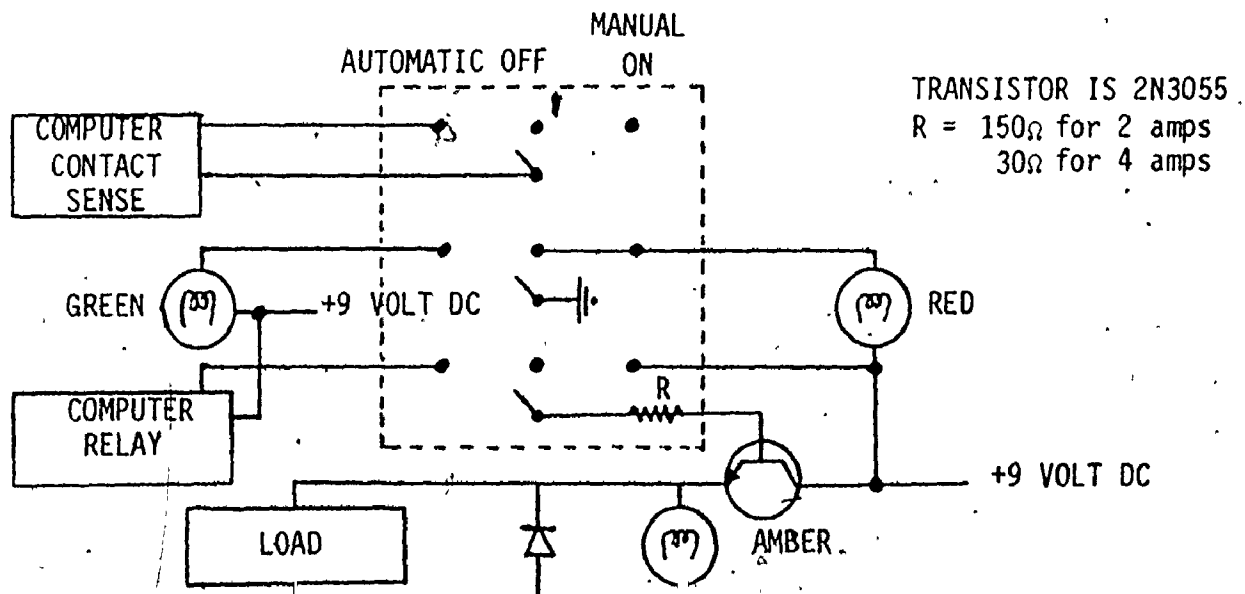 MANUAL
AUTOMATIC OFF ON
TRANSISTOR IS 2N3055
R = 150Ω for 2 amps
30Ω for 4 amps
COMPUTER
CONTACT
SENSE
GREEN
+9 VOLT DC
RED
COMPUTER
RELAY
R
+9 VOLT DC
LOAD
AMBER